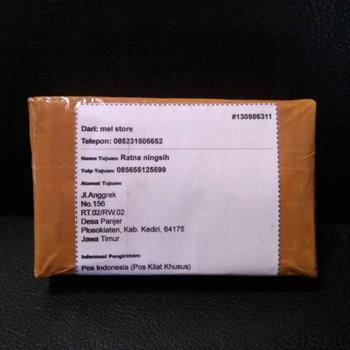 #130986311
Dari: mel store
Telepon: 085231505652
Nama Tujuan: Ratna ningsih
Telp Tujuan: 085655125599
Alamat Tujuan:
Jl.Anggrek
No.156
RT.02/RW.02
Desa Panjer
Plosoklaten, Kab. Kediri, 64175
Jawa Timur
Informasi Pengiriman:
Pos Indonesia (Pos Kilat Khusus)